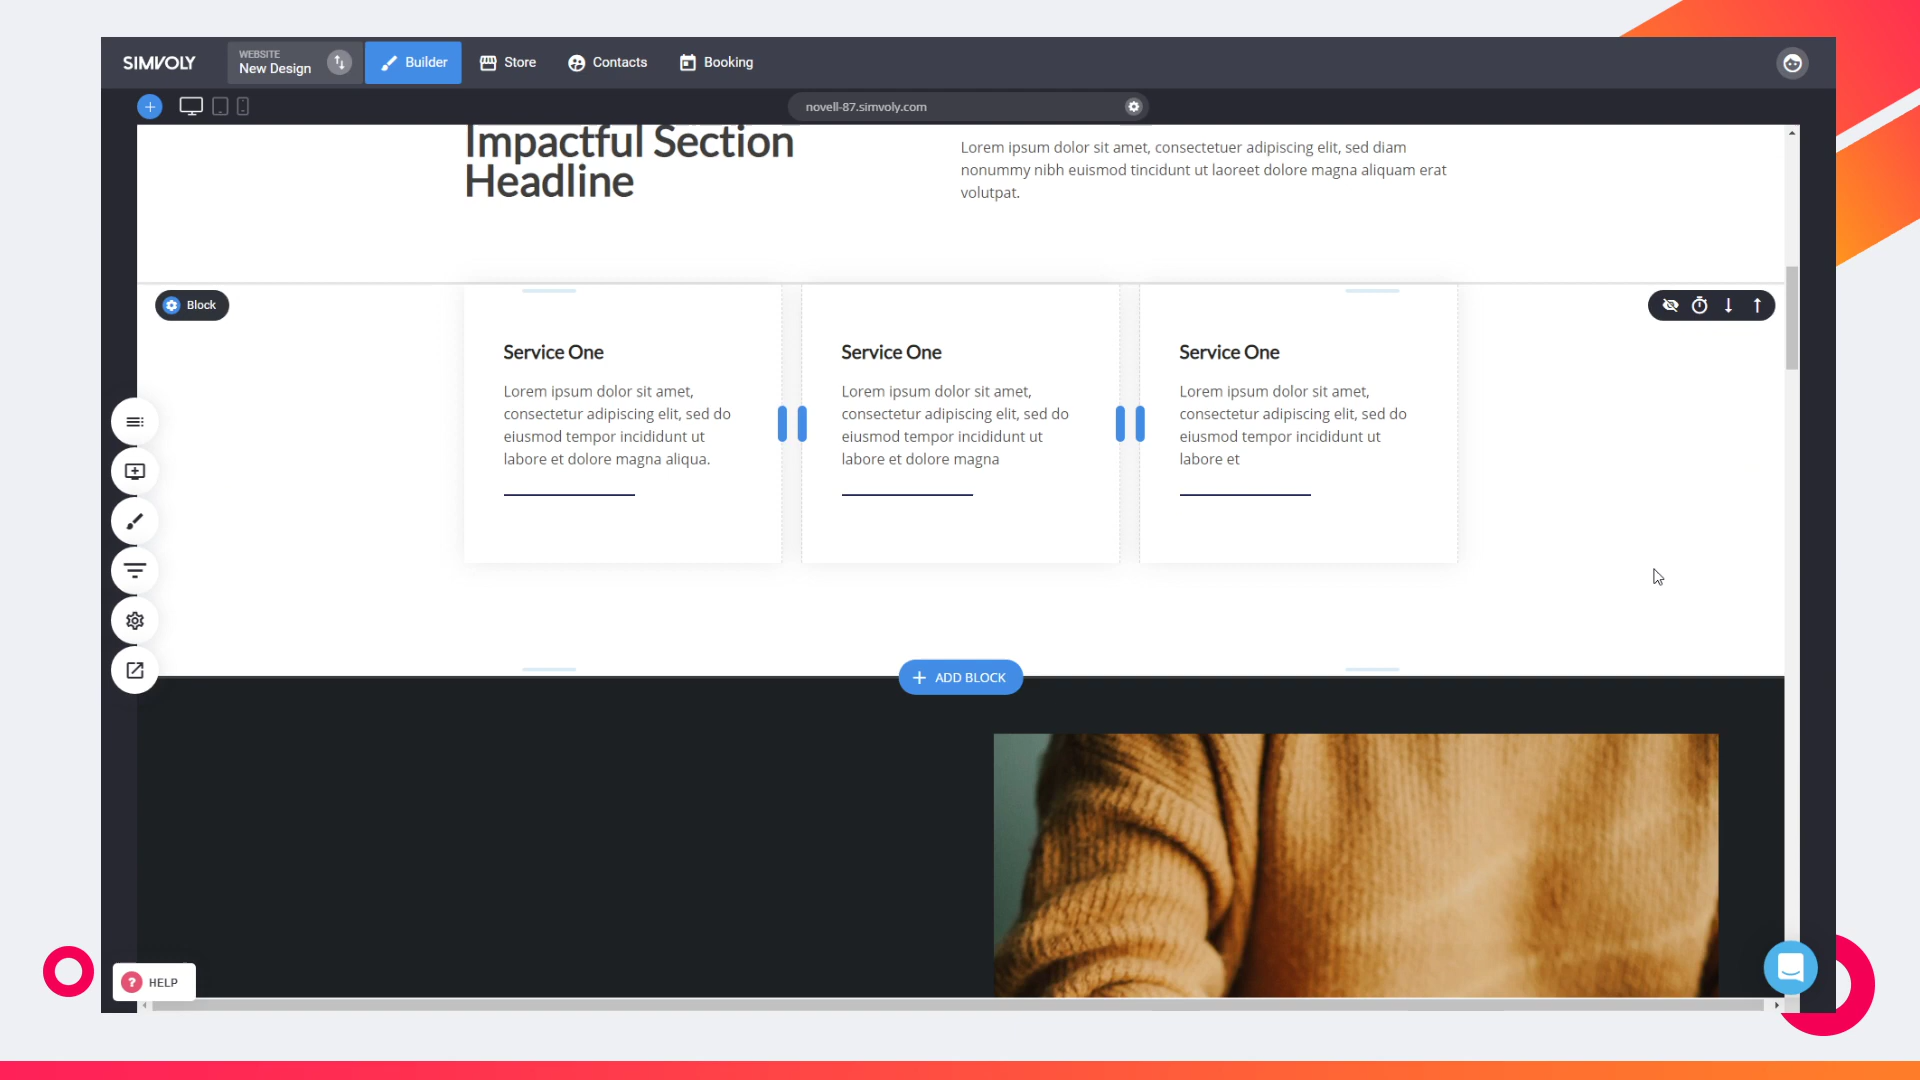 SIMVOLY
WEBSITE
New Design
Builder
Store
Contacts
Booking
novell-87.simvoly.com
Impactful Section
Headline
Lorem ipsum dolor sit amet, consectetuer adipiscing elit, sed diam
nonummy nibh euismod tincidunt ut laoreet dolore magna aliquam erat
volutpat.
Block
Service One
Lorem ipsum dolor sit amet,
consectetur adipiscing elit, sed do
eiusmod tempor incididunt ut
labore et dolore magna aliqua.
Service One
Lorem ipsum dolor sit amet,
consectetur adipiscing elit, sed do
eiusmod tempor incididunt ut
labore et dolore magna
Service One
Lorem ipsum dolor sit amet,
consectetur adipiscing elit, sed do
eiusmod tempor incididunt ut
labore et
ADD BLOCK
? HELP